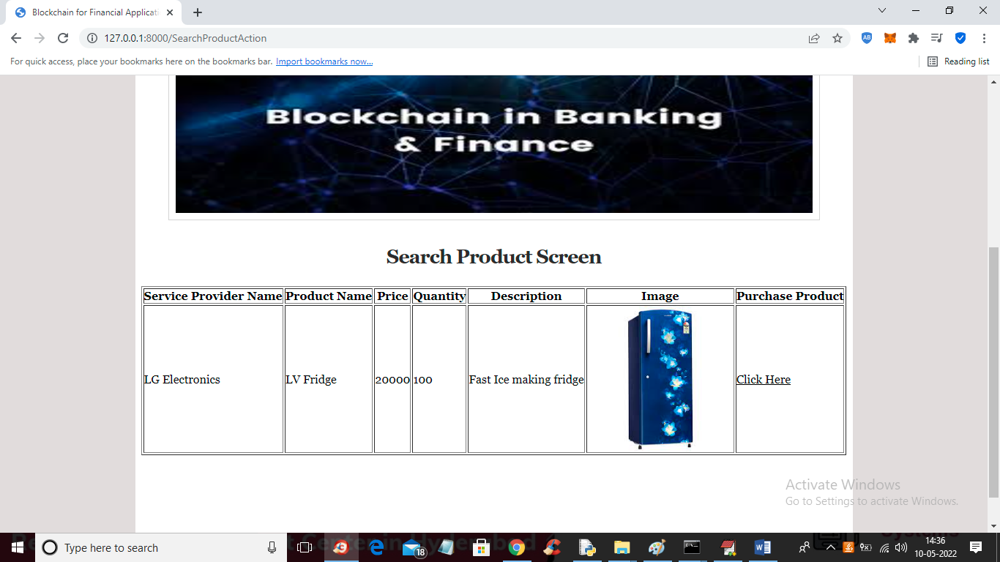 Blockchain for Financial Applicati
127.0.0.1:8000/SearchProductAction
AB
For quick access, place your bookmarks here on the bookmarks bar. Import bookmarks now...
Reading list
Blockchain in Banking
& Finance
Search Product Screen
Service Provider Name Product Name Price Quantity Description Image Purchase Product
LG Electronics LV Fridge 20000 100 Fast Ice making fridge Click Here
Activate Windows
Go to Settings to activate Windows.
Type here to search
18
Systems
14:36
10-05-2022